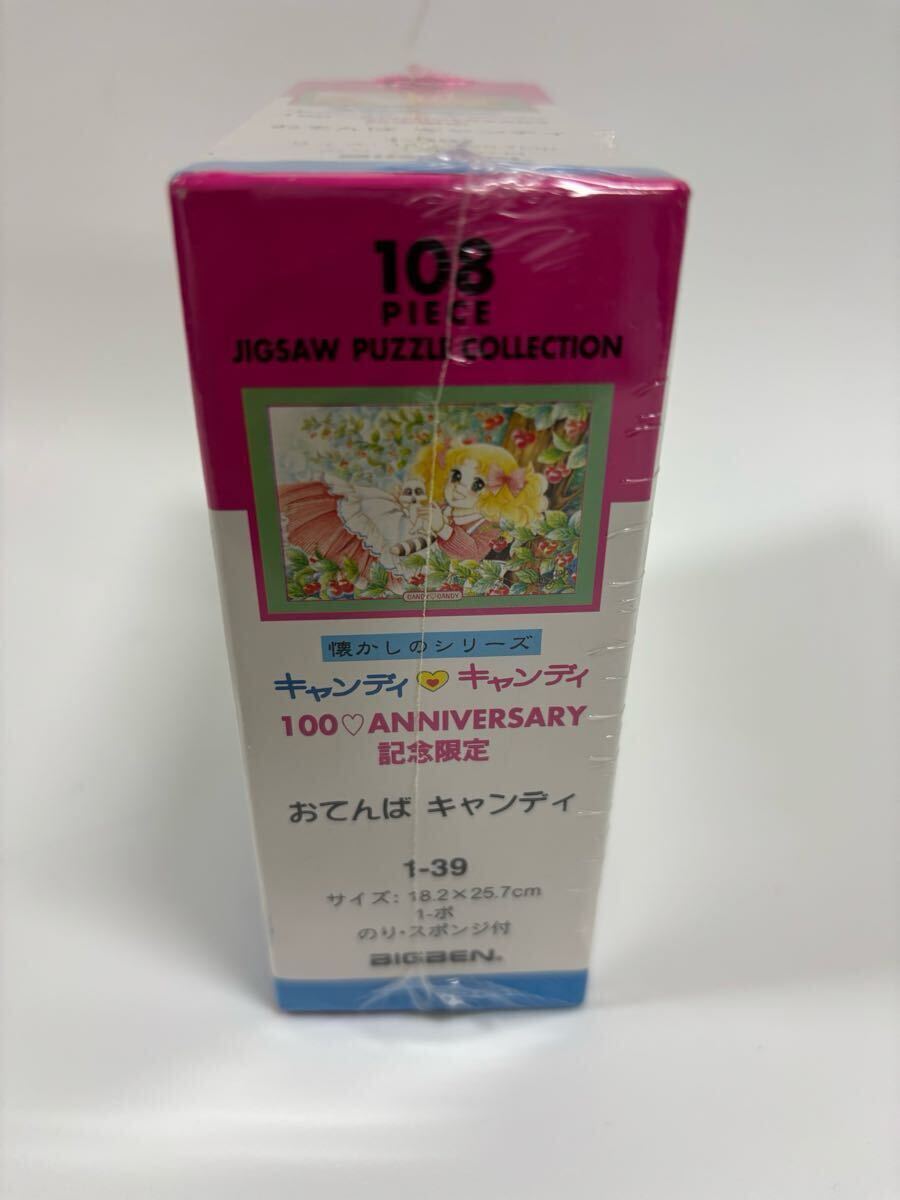 108
PIECE
JIGSAW PUZZLE COLLECTION
CANDY♡CANDY
懐かしのシリーズ
キャンディ キャンディ
100♡ANNIVERSARY
記念限定
おてんば キャンディ
1-39
サイズ: 18.2×25.7cm
1-ボ
のり・スポンジ付
BIGBEN®